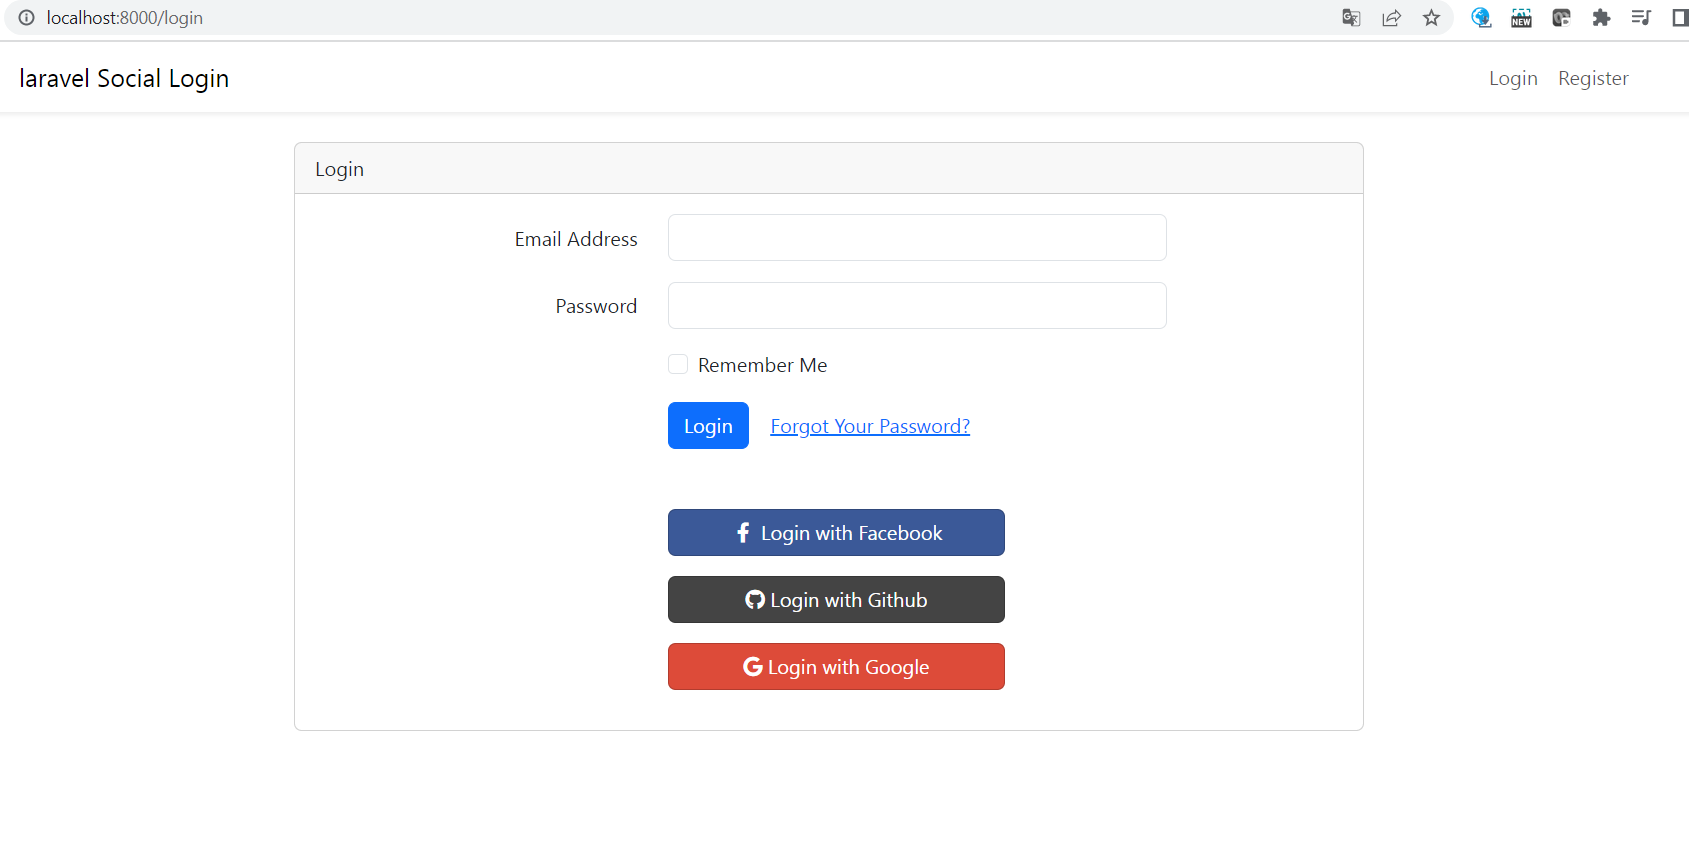 localhost:8000/login
NEW
laravel Social Login
Login Register
Login
Email Address
Password
Remember Me
Login Forgot Your Password?
Login with Facebook
Login with Github
Login with Google